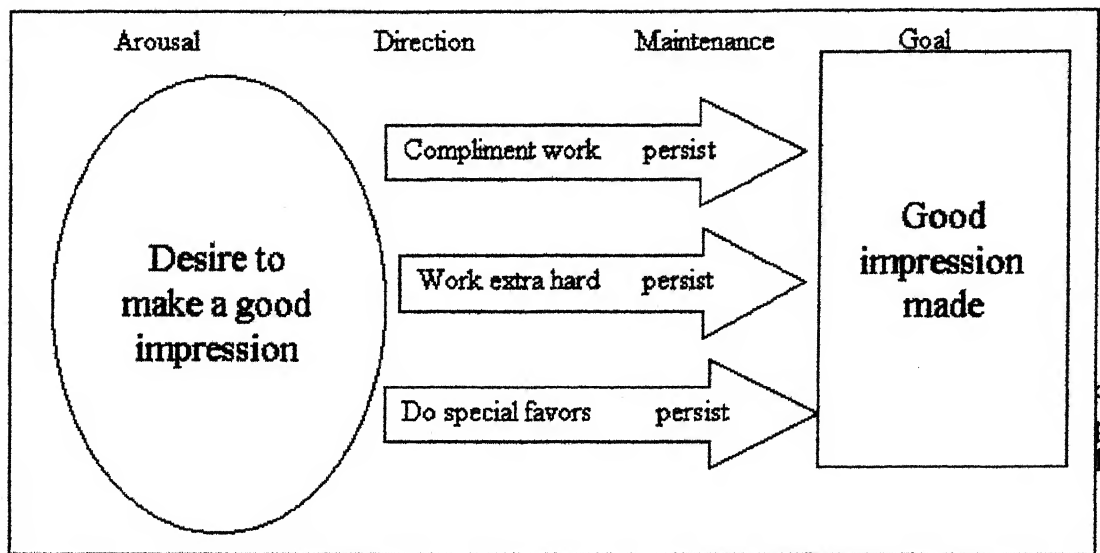 Arousal Direction Maintenance Goal
Compliment work persist
Desire to
make a good
impression
Work extra hard persist
Do special favors persist
Good
impression
made